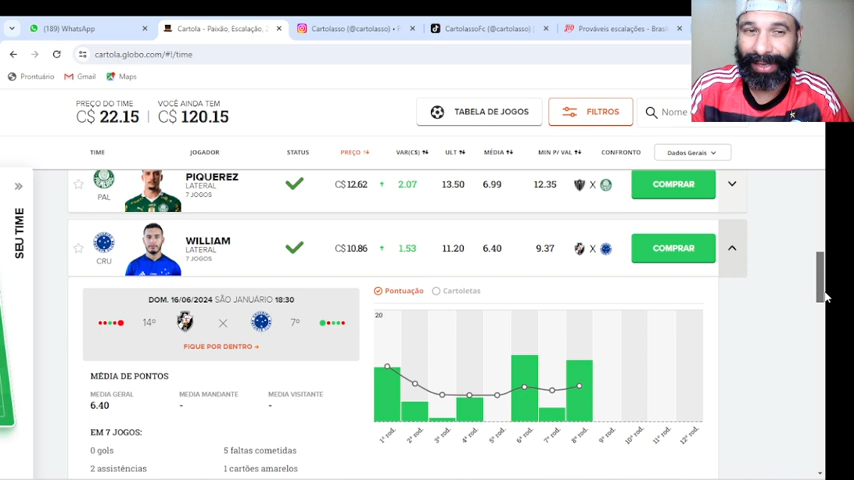 (189) WhatsApp
Cartola - Paixão, Escalação,
Cartolasso (@cartolasso) • F
CartolassoFc (@cartolasso) |
Prováveis escalações - Brasil
cartola.globo.com/#!/time
Prontuário
Gmail
Maps
PREÇO DO TIME
C$ 22.15
VOCÊ AINDA TEM
C$ 120.15
TABELA DE JOGOS
FILTROS
Nome
TIME
JOGADOR
STATUS
PREÇO
VAR(C$)
ULT
MÉDIA
MIN P/ VAL
CONFRONTO
Dados Gerais
SEU TIME
PAL
PIQUEREZ
LATERAL
7 JOGOS
C$ 12.62
2.07
13.50
6.99
12.35
X
COMPRAR
CRU
WILLIAM
LATERAL
7 JOGOS
C$ 10.86
1.53
11.20
6.40
9.37
X
COMPRAR
DOM. 16/06/2024 SÃO JANUÁRIO 18:30
14º
7º
FIQUE POR DENTRO
MÉDIA DE PONTOS
MEDIA GERAL
6.40
MEDIA MANDANTE
-
MEDIA VISITANTE
-
EM 7 JOGOS:
0 gols
5 faltas cometidas
2 assistências
1 cartões amarelos
Pontuação
Cartoletas
20
1ª rod.
2ª rod.
3ª rod.
4ª rod.
5ª rod.
6ª rod.
7ª rod.
8ª rod.
9ª rod.
10ª rod.
11ª rod.
12ª rod.